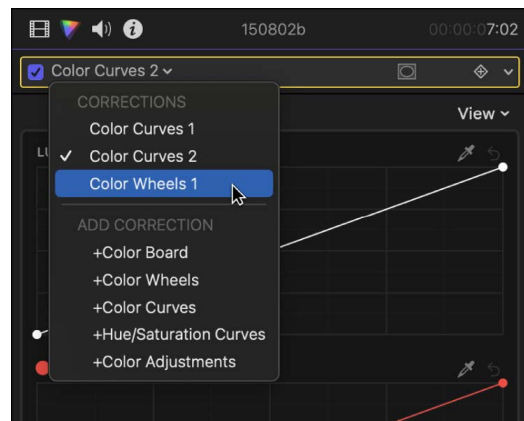 150802b 00:00:07:02
Color Curves 2
CORRECTIONS
View
Color Curves 1
LU
✓ Color Curves 2
Color Wheels 1
ADD CORRECTION
+Color Board
+Color Wheels
+Color Curves
+Hue/Saturation Curves
+Color Adjustments